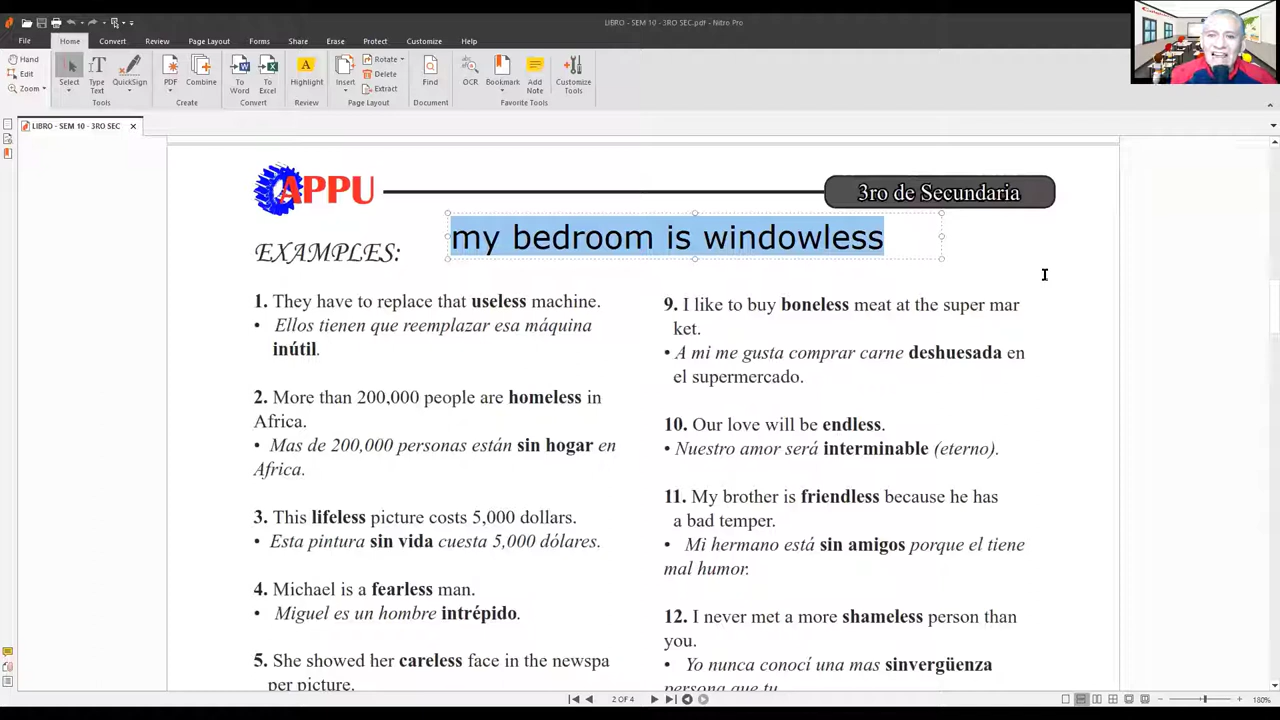 LIBRO - SEM 10 - 3RO SEC.pdf - Nitro Pro
File Home Convert Review Page Layout Forms Share Erase Protect Customize Help
Hand
Edit
Zoom
Select
Type Text
QuickSign
Tools
PDF
Combine
Create
To Word
To Excel
Convert
Highlight
Review
Insert
Rotate
Delete
Extract
Page Layout
Find
Document
OCR
Bookmark
Add Note
Customize Tools
Favorite Tools
LIBRO - SEM 10 - 3RO SEC
APPU
3ro de Secundaria
EXAMPLES:
my bedroom is windowless
1. They have to replace that useless machine.
• Ellos tienen que reemplazar esa máquina
inútil.
2. More than 200,000 people are homeless in
Africa.
• Mas de 200,000 personas están sin hogar en
Africa.
3. This lifeless picture costs 5,000 dollars.
• Esta pintura sin vida cuesta 5,000 dólares.
4. Michael is a fearless man.
• Miguel es un hombre intrépido.
5. She showed her careless face in the newspa
per picture.
9. I like to buy boneless meat at the super mar
ket.
• A mi me gusta comprar carne deshuesada en
el supermercado.
10. Our love will be endless.
• Nuestro amor será interminable (eterno).
11. My brother is friendless because he has
a bad temper.
• Mi hermano está sin amigos porque el tiene
mal humor.
12. I never met a more shameless person than
you.
• Yo nunca conocí una mas sinvergüenza
persona que tu
2 OF 4
180%